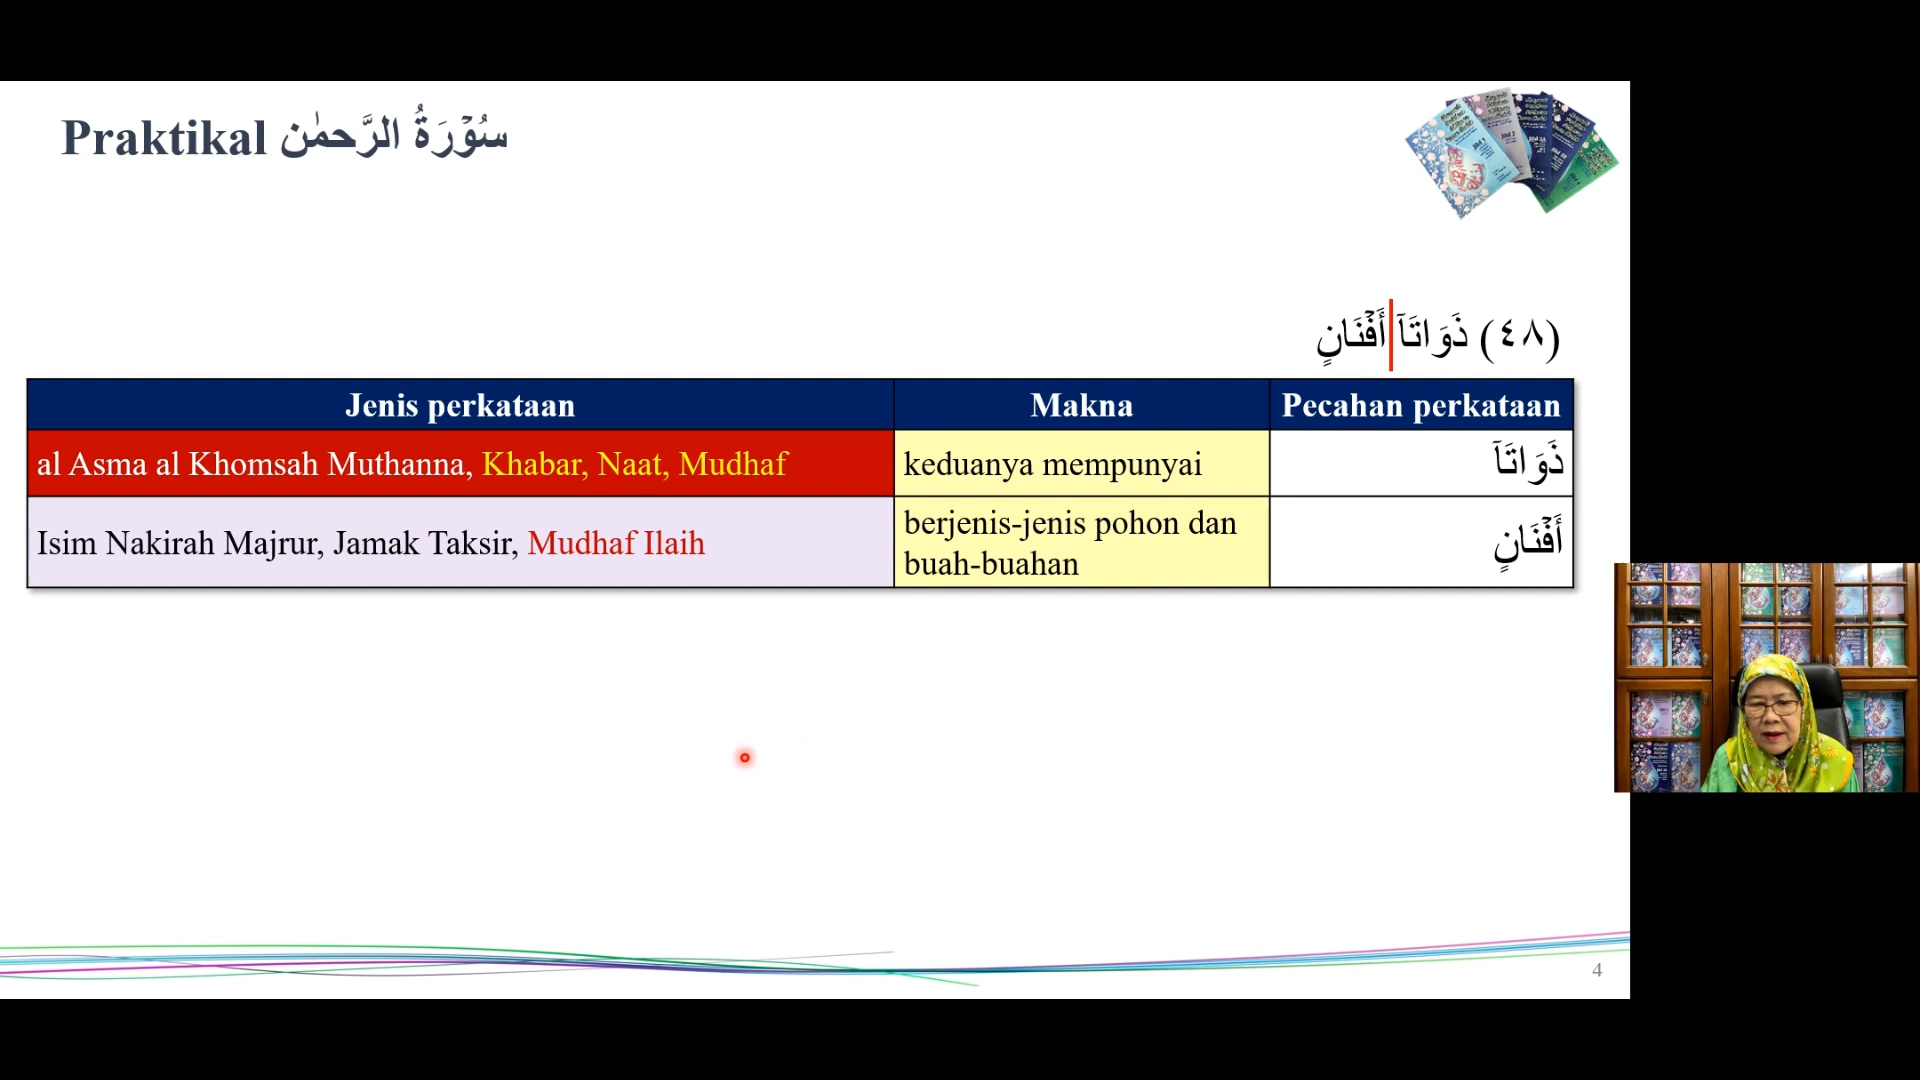 Praktikal سُوْرَةُ الرَّحمٰن
(٤٨) ذَوَاتَآ أَفْنَانٍ
Jenis perkataan Makna Pecahan perkataan
al Asma al Khomsah Muthanna, Khabar, Naat, Mudhaf keduanya mempunyai ذَوَاتَآ
Isim Nakirah Majrur, Jamak Taksir, Mudhaf Ilaih berjenis-jenis pohon dan
buah-buahan أَفْنَانٍ
4